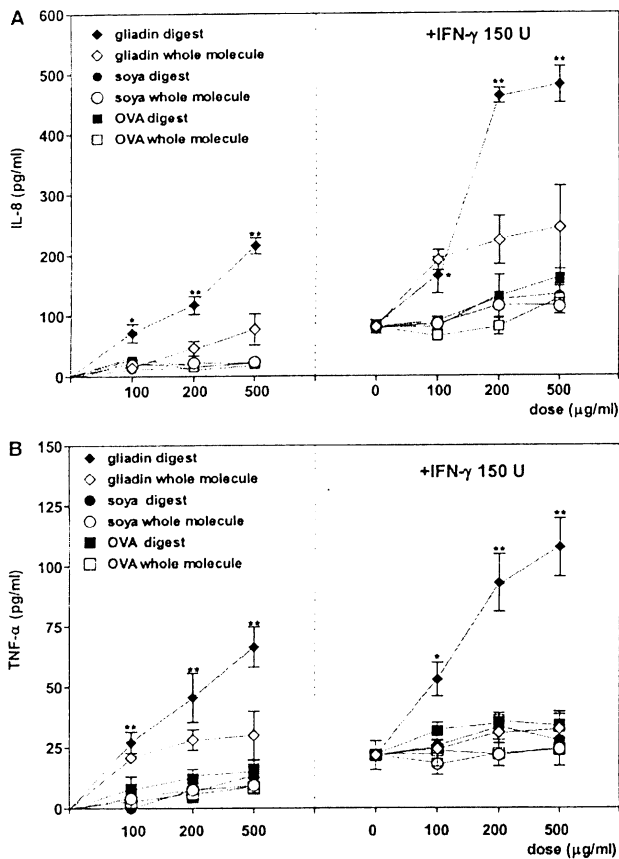 A
IL-8 (pg/ml)
600
500
400
300
200
100
0
gliadin digest
gliadin whole molecule
soya digest
soya whole molecule
OVA digest
OVA whole molecule
+IFN-γ 150 U
*
**
**
*
**
**
100 200 500
0 100 200 500
dose (μg/ml)
B
TNF-α (pg/ml)
150
125
100
75
50
25
0
gliadin digest
gliadin whole molecule
soya digest
soya whole molecule
OVA digest
OVA whole molecule
+IFN-γ 150 U
**
**
**
*
**
**
100 200 500
0 100 200 500
dose (μg/ml)